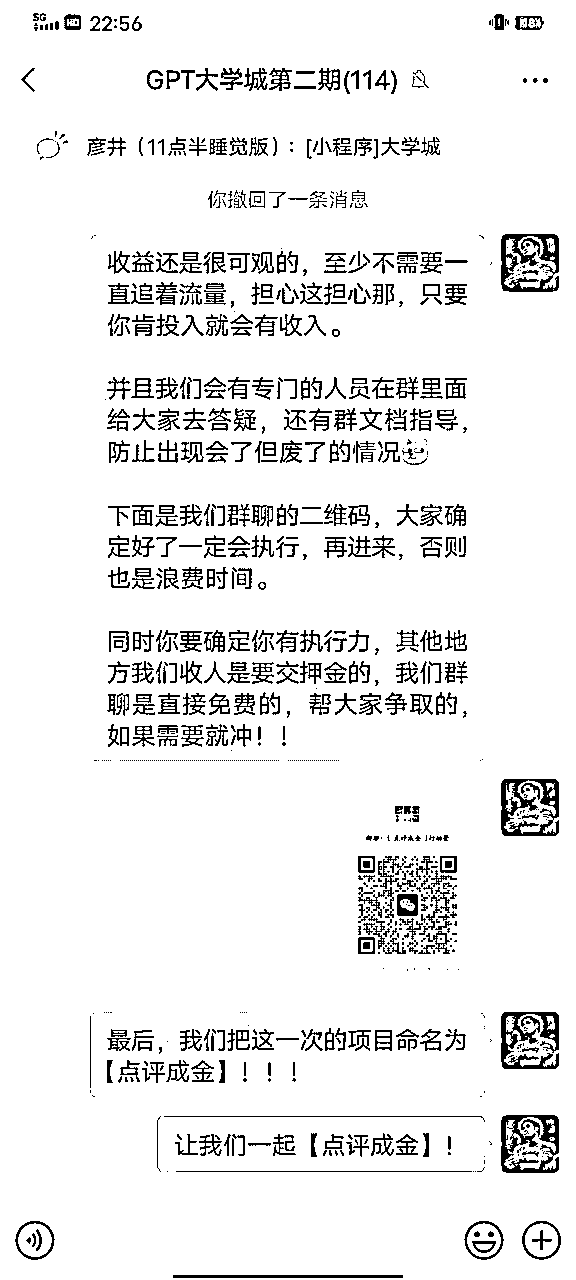 5G HD 22:56
GPT大学城第二期(114)
彦井（11点半睡觉版）：[小程序]大学城
你撤回了一条消息
收益还是很可观的，至少不需要一
直追着流量，担心这担心那，只要
你肯投入就会有收入。
并且我们会有专门的人员在群里面
给大家去答疑，还有群文档指导，
防止出现会了但废了的情况
下面是我们群聊的二维码，大家确
定好了一定会执行，再进来，否则
也是浪费时间。
同时你要确定你有执行力，其他地
方我们收人是要交押金的，我们群
聊是直接免费的，帮大家争取的，
如果需要就冲！！
最后，我们把这一次的项目命名为
【点评成金】！！！
让我们一起【点评成金】！